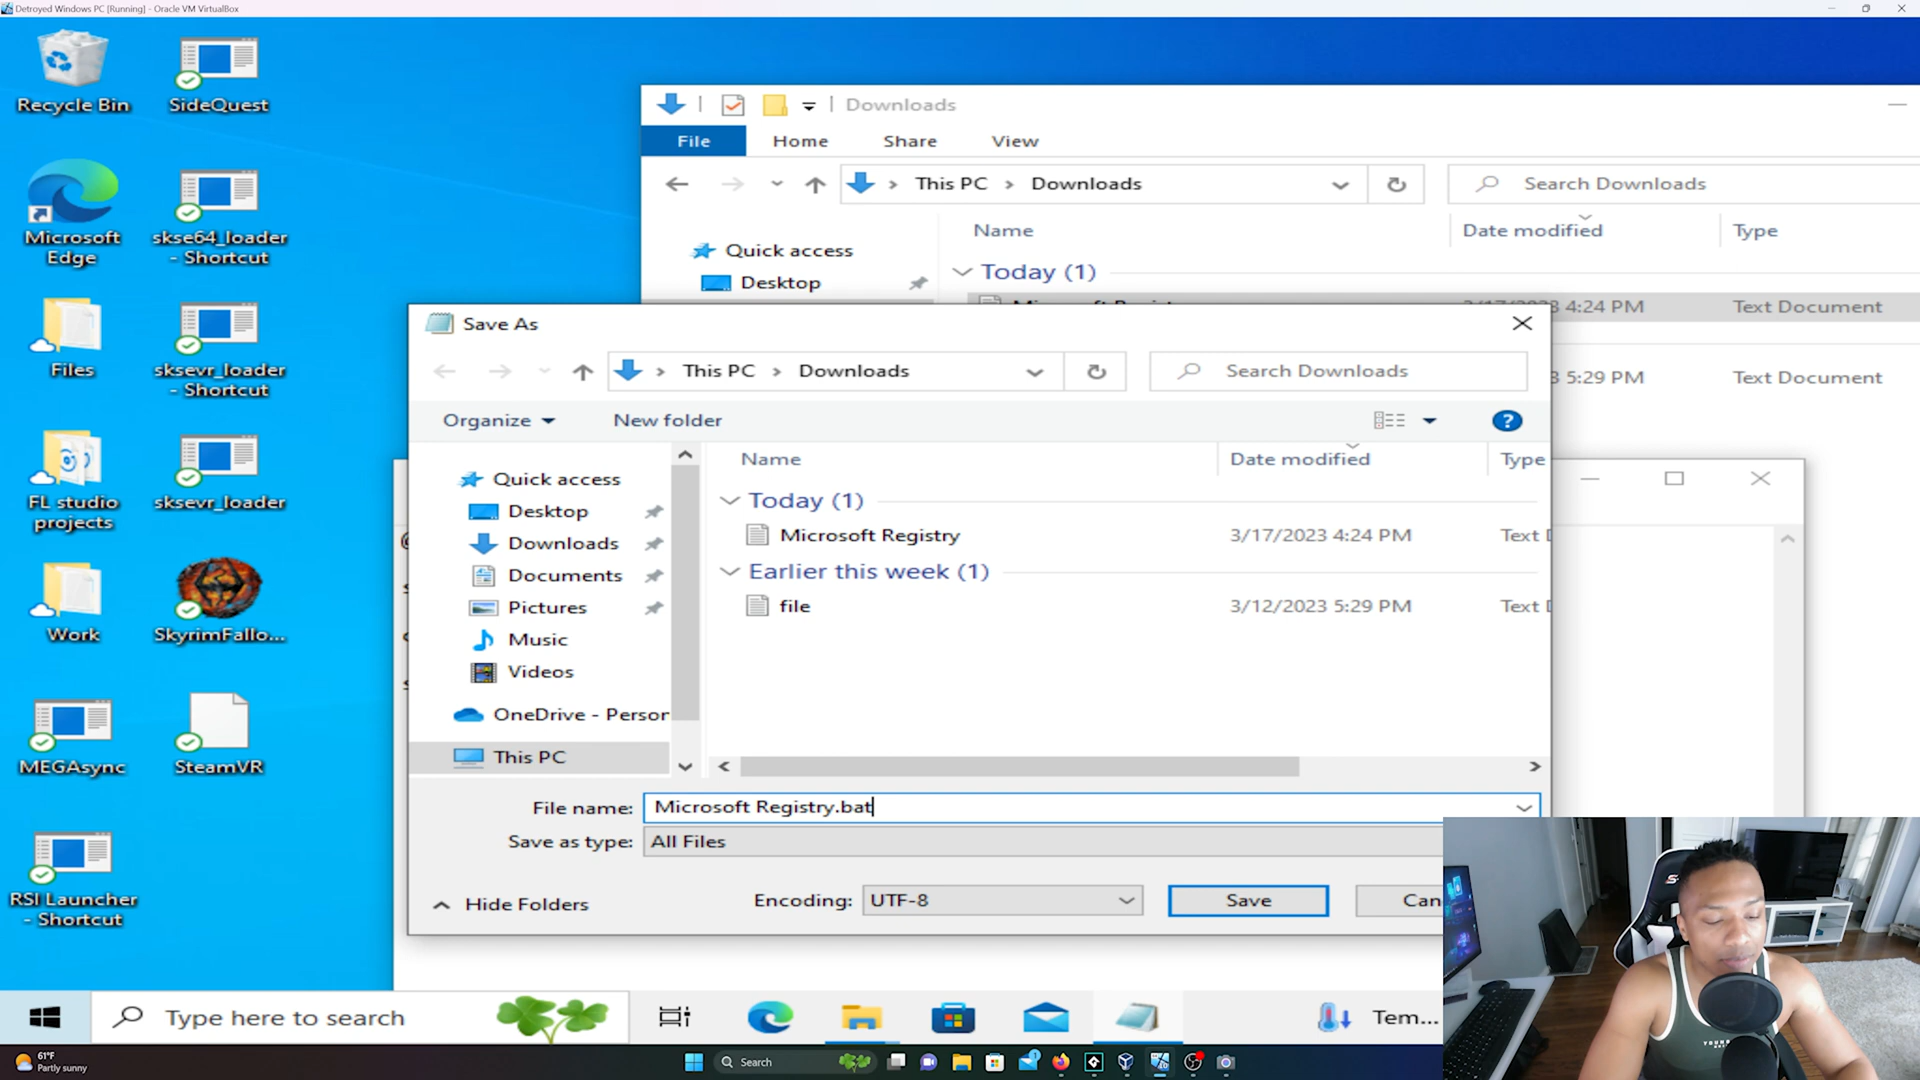 Detroyed Windows PC [Running] - Oracle VM VirtualBox
Recycle Bin
SideQuest
Microsoft
Edge
skse64_loader
- Shortcut
Files
sksevr_loader
- Shortcut
FL studio
projects
sksevr_loader
Work
SkyrimFallo...
MEGAsync
SteamVR
RSI Launcher
- Shortcut
Downloads
File Home Share View
This PC > Downloads
Search Downloads
Name Date modified Type
Quick access
Desktop
Today (1)
4:24 PM Text Document
5:29 PM Text Document
Save As
This PC > Downloads
Search Downloads
Organize New folder
Name Date modified Type
Quick access
Desktop
Downloads
Documents
Pictures
Music
Videos
OneDrive - Person
This PC
Today (1)
Microsoft Registry 3/17/2023 4:24 PM Text D
Earlier this week (1)
file 3/12/2023 5:29 PM Text D
File name: Microsoft Registry.bat
Save as type: All Files
Hide Folders
Encoding: UTF-8
Save
Can
Type here to search
Tem...
61°F
Partly sunny
Search